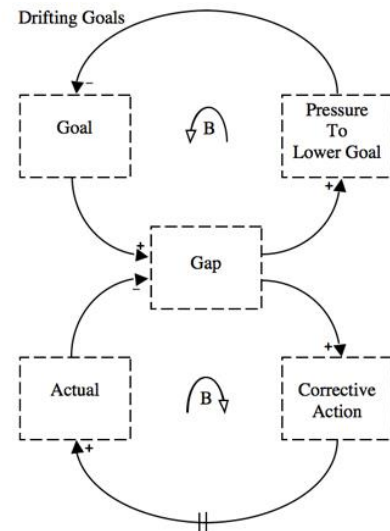 Drifting Goals
–
Goal
B
Pressure
To
Lower Goal
+
+
Gap
–
+
Actual
B
Corrective
Action
+